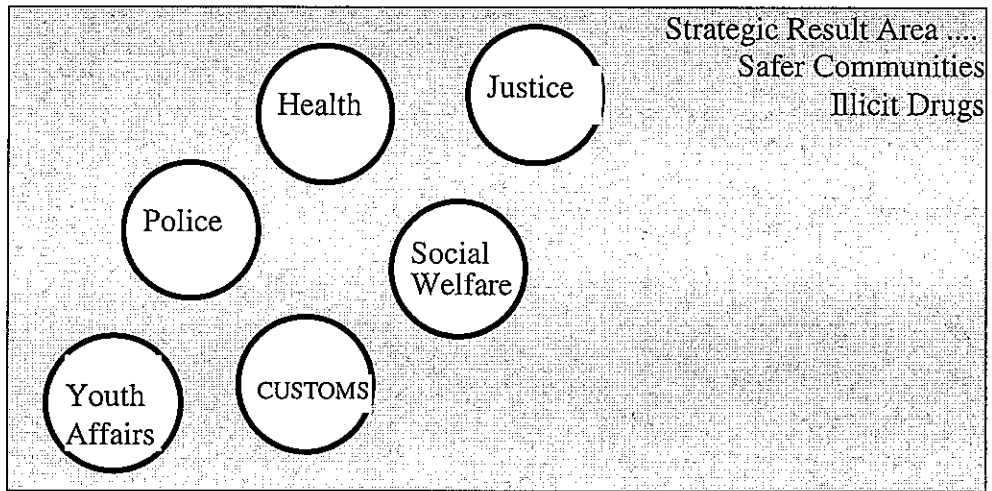 Strategic Result Area ....
Safer Communities
Illicit Drugs
Health
Justice
Police
Social
Welfare
Youth
Affairs
CUSTOMS